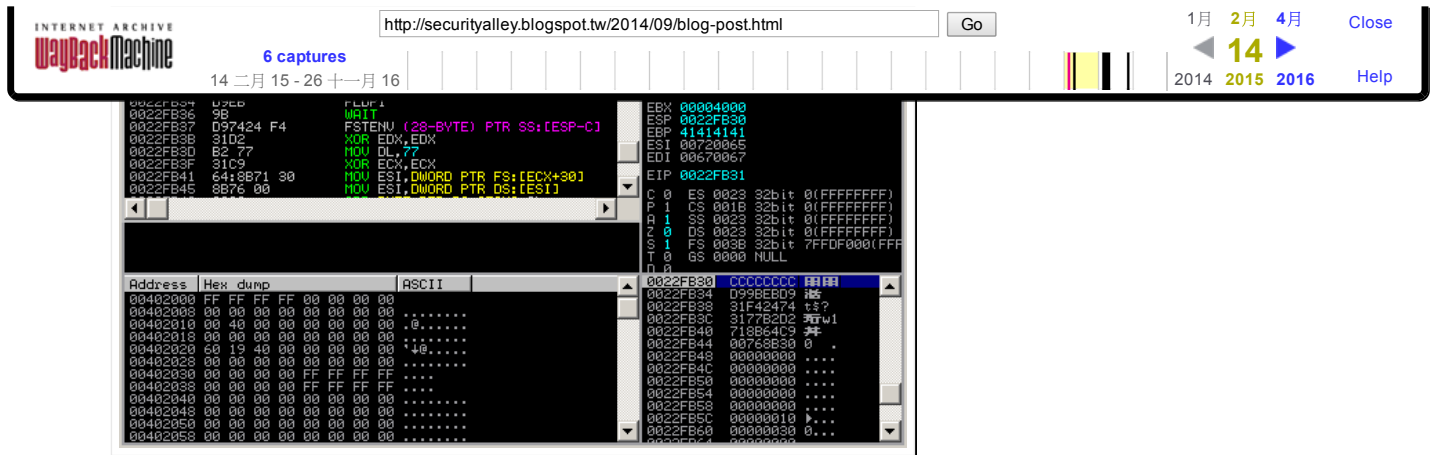 INTERNET ARCHIVE
WayBackMachine
http://securityalley.blogspot.tw/2014/09/blog-post.html
Go
6 captures
14 二月 15 - 26 十一月 16
1月 2月 4月
14
2014 2015 2016
Close
Help
0022FB34 D9EB FLDPI
0022FB36 9B WAIT
0022FB37 D97424 F4 FSTENV (28-BYTE) PTR SS:[ESP-C]
0022FB3B 31D2 XOR EDX,EDX
0022FB3D B2 77 MOV DL,77
0022FB3F 31C9 XOR ECX,ECX
0022FB41 64:8B71 30 MOV ESI,DWORD PTR FS:[ECX+30]
0022FB45 8B76 00 MOV ESI,DWORD PTR DS:[ESI]
EBX 00004000
ESP 0022FB30
EBP 41414141
ESI 00720065
EDI 00670067
EIP 0022FB31
C 0 ES 0023 32bit 0(FFFFFFFF)
P 1 CS 001B 32bit 0(FFFFFFFF)
A 1 SS 0023 32bit 0(FFFFFFFF)
Z 0 DS 0023 32bit 0(FFFFFFFF)
S 1 FS 003B 32bit 7FFDF000(FFF
T 0 GS 0000 NULL
D 0
Address Hex dump ASCII
00402000 FF FF FF FF 00 00 00 00
00402008 00 00 00 00 00 00 00 00 ........
00402010 00 40 00 00 00 00 00 00 .@......
00402018 00 00 00 00 00 00 00 00 ........
00402020 60 19 40 00 00 00 00 00 `↓@.....
00402028 00 00 00 00 00 00 00 00 ........
00402030 00 00 00 00 FF FF FF FF ....
00402038 00 00 00 00 FF FF FF FF ....
00402040 00 00 00 00 00 00 00 00 ........
00402048 00 00 00 00 00 00 00 00 ........
00402050 00 00 00 00 00 00 00 00 ........
00402058 00 00 00 00 00 00 00 00 ........
0022FB30 CCCCCCCC
0022FB34 D99BEBD9
0022FB38 31F42474 t$?
0022FB3C 3177B2D2 w1
0022FB40 718B64C9
0022FB44 00768B30 0 .
0022FB48 00000000 ....
0022FB4C 00000000 ....
0022FB50 00000000 ....
0022FB54 00000000 ....
0022FB58 00000000 ....
0022FB5C 00000010 ...
0022FB60 00000030 0...
0022FB64 00000000